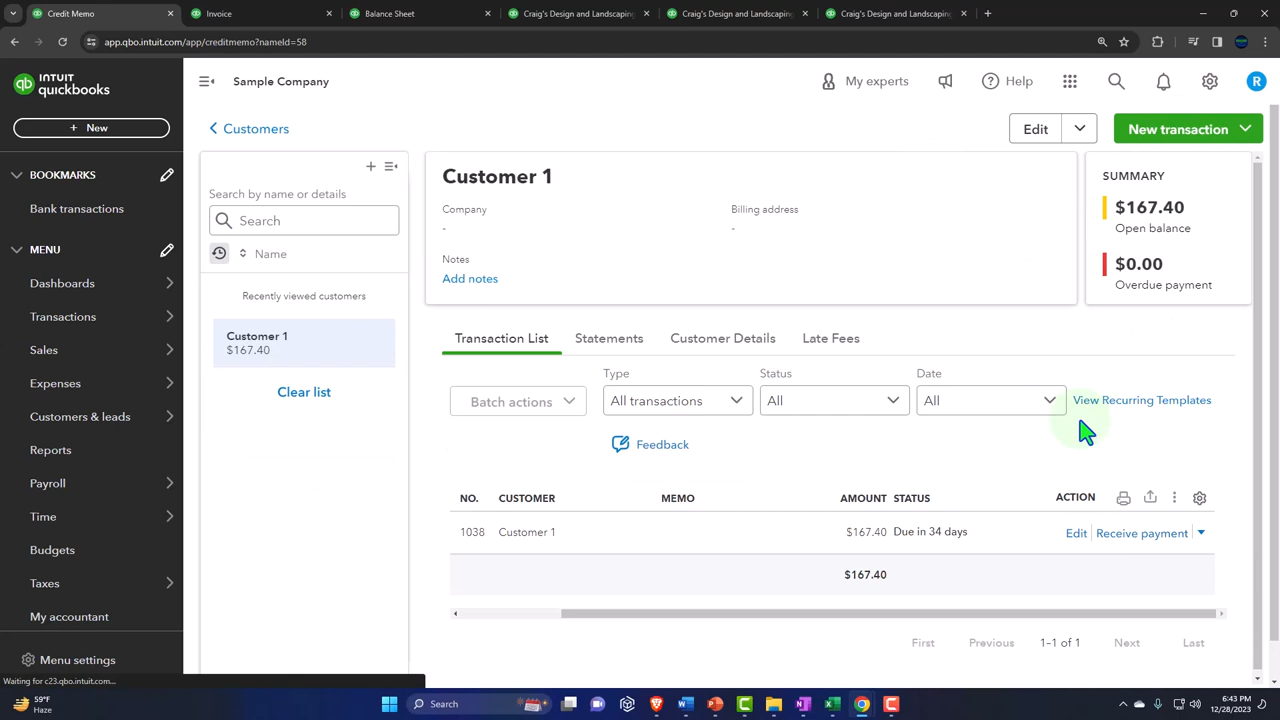 Credit Memo
Invoice
Balance Sheet
Craig's Design and Landscaping
Craig's Design and Landscaping
Craig's Design and Landscaping
app.qbo.intuit.com/app/creditmemo?nameId=58
INTUIT
quickbooks
Sample Company
My experts
Help
R
+ New
Customers
Edit
New transaction
BOOKMARKS
Bank transactions
MENU
Dashboards
Transactions
Sales
Expenses
Customers & leads
Reports
Payroll
Time
Budgets
Taxes
My accountant
Menu settings
Search by name or details
Search
Name
Recently viewed customers
Customer 1
$167.40
Clear list
Customer 1
Company
Billing address
-
-
Notes
Add notes
SUMMARY
$167.40
Open balance
$0.00
Overdue payment
Transaction List
Statements
Customer Details
Late Fees
Type
Status
Date
Batch actions
All transactions
All
All
View Recurring Templates
Feedback
NO. CUSTOMER MEMO AMOUNT STATUS ACTION
1038 Customer 1 $167.40 Due in 34 days Edit Receive payment
$167.40
First Previous 1-1 of 1 Next Last
Waiting for c23.qbo.intuit.com...
59°F
Haze
Search
6:43 PM
12/28/2023